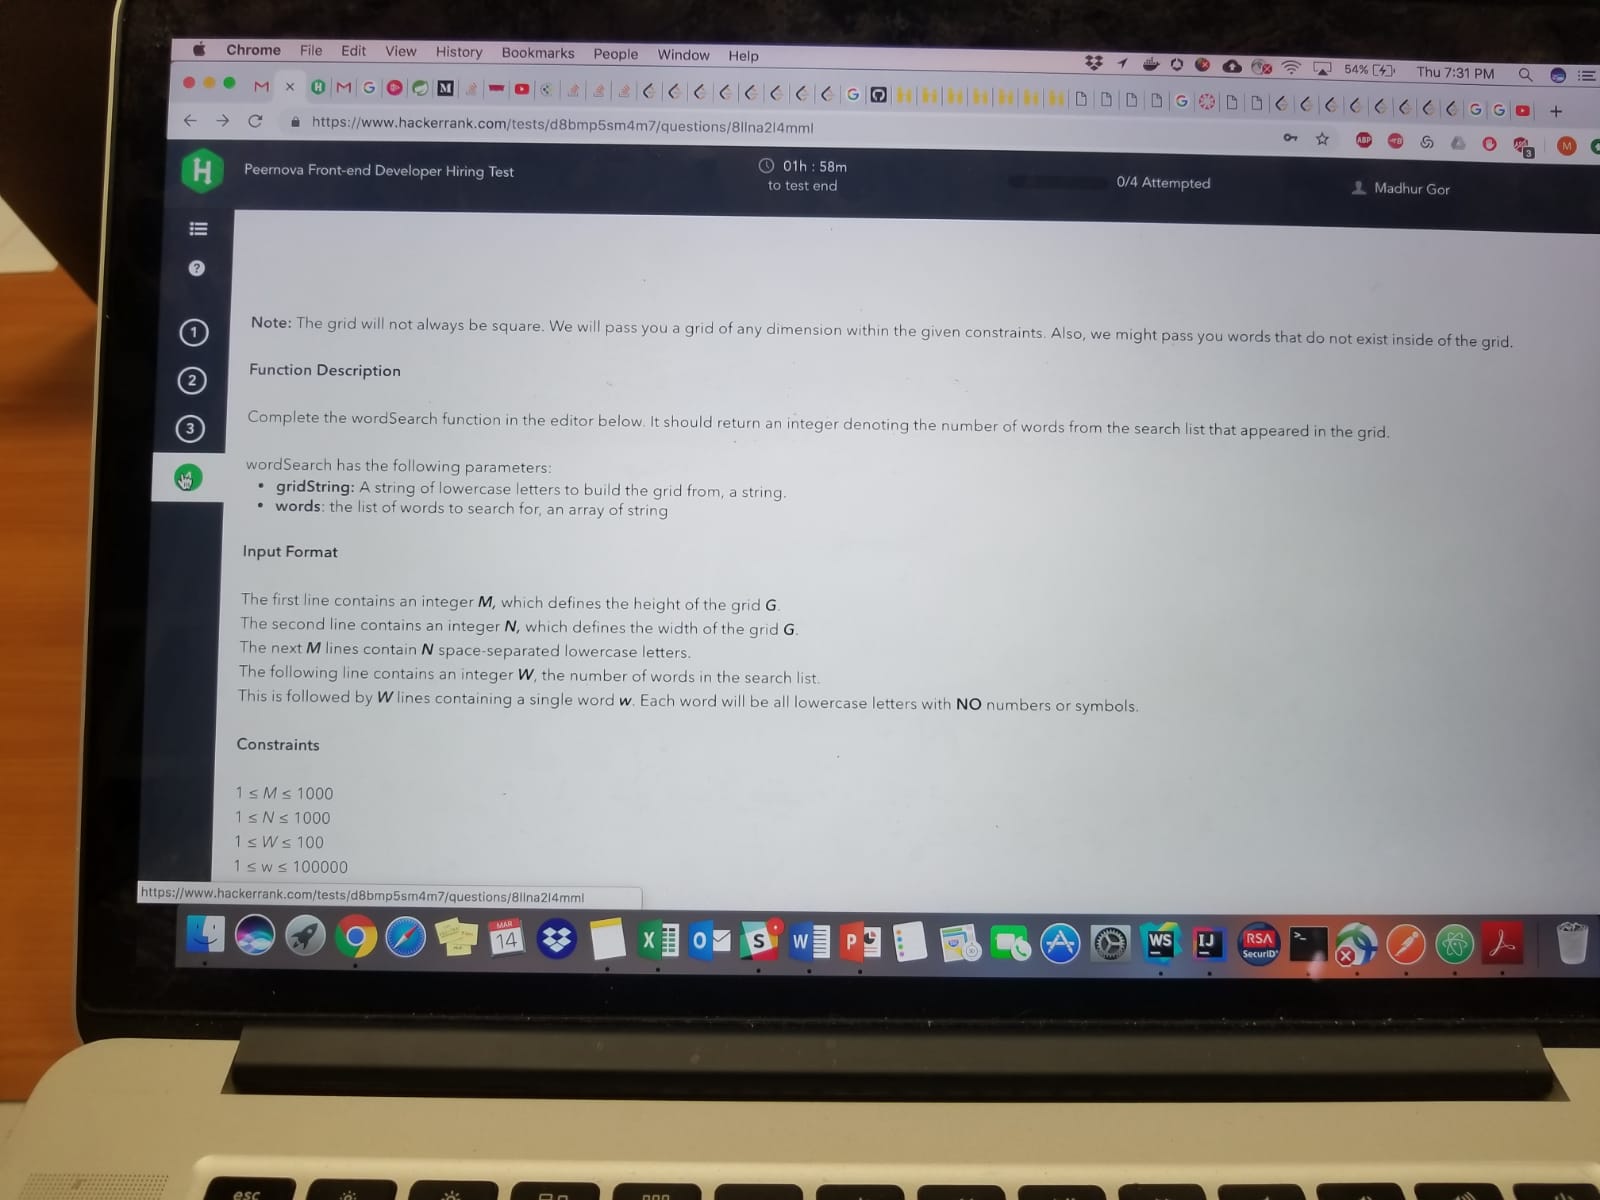 Chrome File Edit View History Bookmarks People Window Help 54% Thu 7:31 PM
https://www.hackerrank.com/tests/d8bmp5sm4m7/questions/8llna2l4mml
Peernova Front-end Developer Hiring Test
01h : 58m
to test end
0/4 Attempted
Madhur Gor
Note: The grid will not always be square. We will pass you a grid of any dimension within the given constraints. Also, we might pass you words that do not exist inside of the grid.
1
Function Description
2
Complete the wordSearch function in the editor below. It should return an integer denoting the number of words from the search list that appeared in the grid.
3
wordSearch has the following parameters:
• gridString: A string of lowercase letters to build the grid from, a string.
• words: the list of words to search for, an array of string
Input Format
The first line contains an integer M, which defines the height of the grid G.
The second line contains an integer N, which defines the width of the grid G.
The next M lines contain N space-separated lowercase letters.
The following line contains an integer W, the number of words in the search list.
This is followed by W lines containing a single word w. Each word will be all lowercase letters with NO numbers or symbols.
Constraints
1 ≤ M ≤ 1000
1 ≤ N ≤ 1000
1 ≤ W ≤ 100
1 ≤ w ≤ 100000
https://www.hackerrank.com/tests/d8bmp5sm4m7/questions/8llna2l4mml
MAR
14
WS
IJ
RSA
SecurID
esc